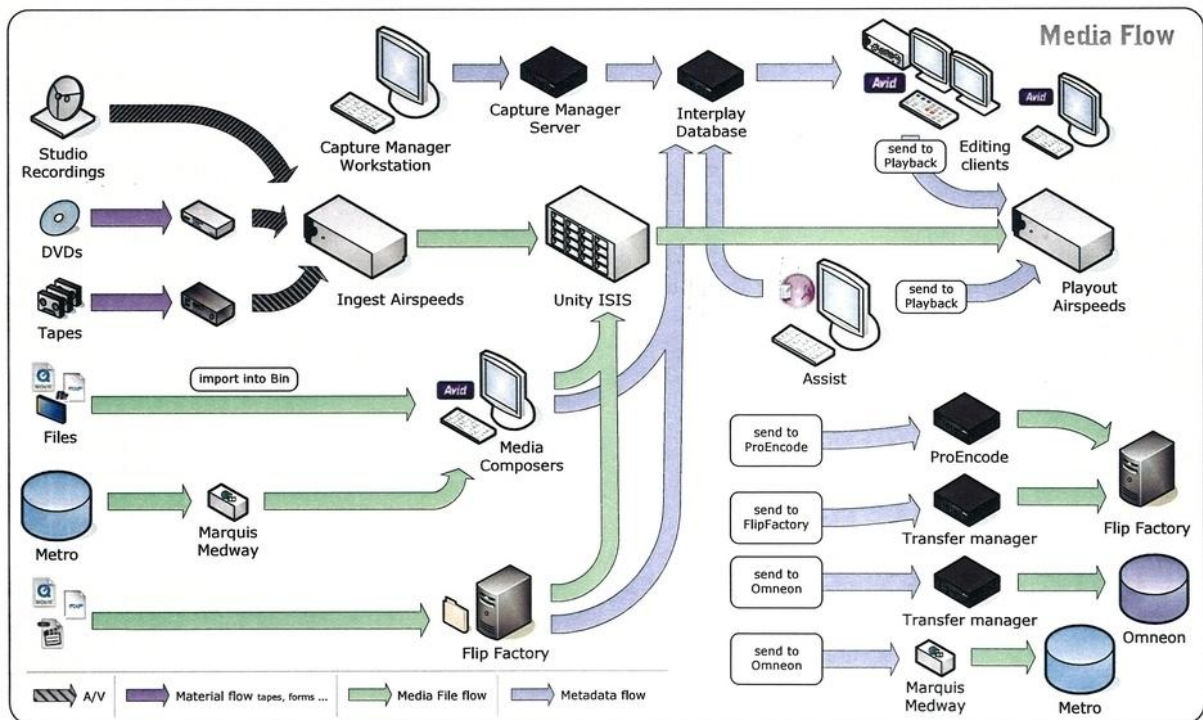 Media Flow
Studio
Recordings
Capture Manager
Workstation
Capture Manager
Server
Interplay
Database
Avid
Avid
Editing
clients
send to
Playback
DVDs
Ingest Airspeeds
Unity ISIS
send to
Playback
Playout
Airspeeds
Tapes
Assist
import into Bin
Files
Avid
Media
Composers
send to
ProEncode
ProEncode
Metro
Marquis
Medway
send to
FlipFactory
Transfer manager
Flip Factory
send to
Omneon
Transfer manager
Omneon
Flip Factory
send to
Omneon
Marquis
Medway
Metro
A/V
Material flow tapes, forms ...
Media File flow
Metadata flow